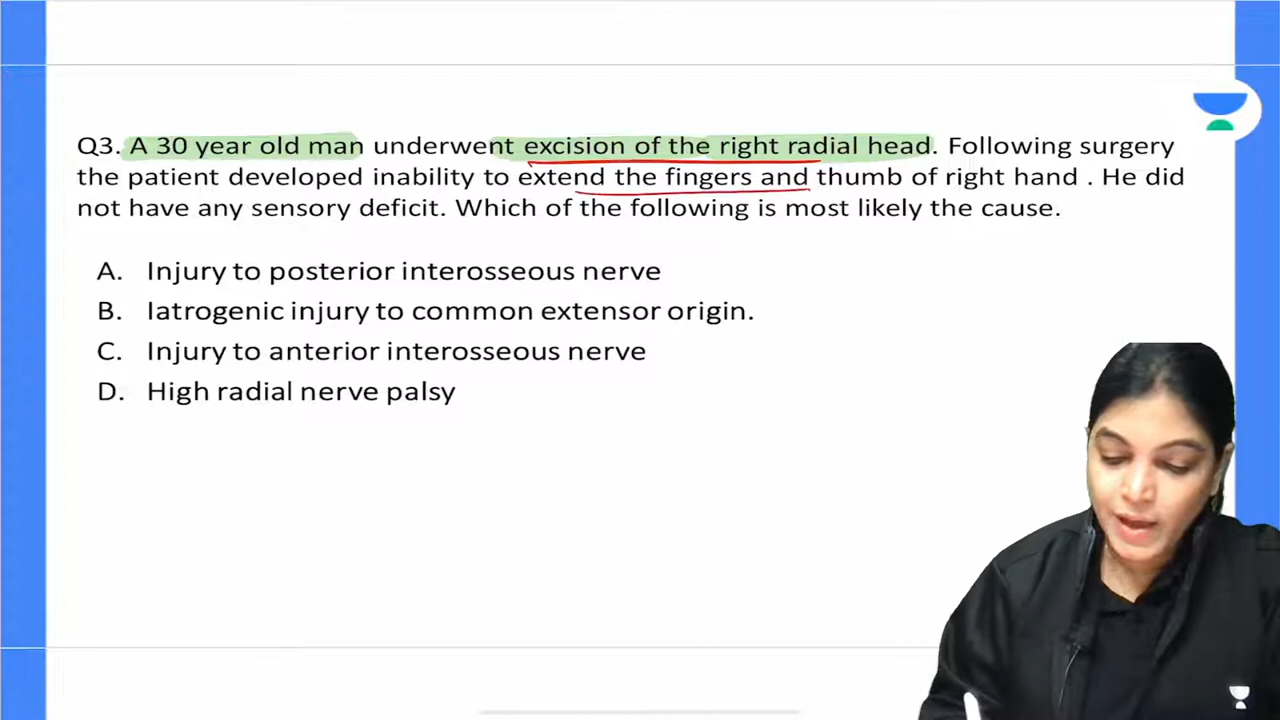 Q3. A 30 year old man underwent excision of the right radial head. Following surgery
the patient developed inability to extend the fingers and thumb of right hand . He did
not have any sensory deficit. Which of the following is most likely the cause.
A. Injury to posterior interosseous nerve
B. Iatrogenic injury to common extensor origin.
C. Injury to anterior interosseous nerve
D. High radial nerve palsy